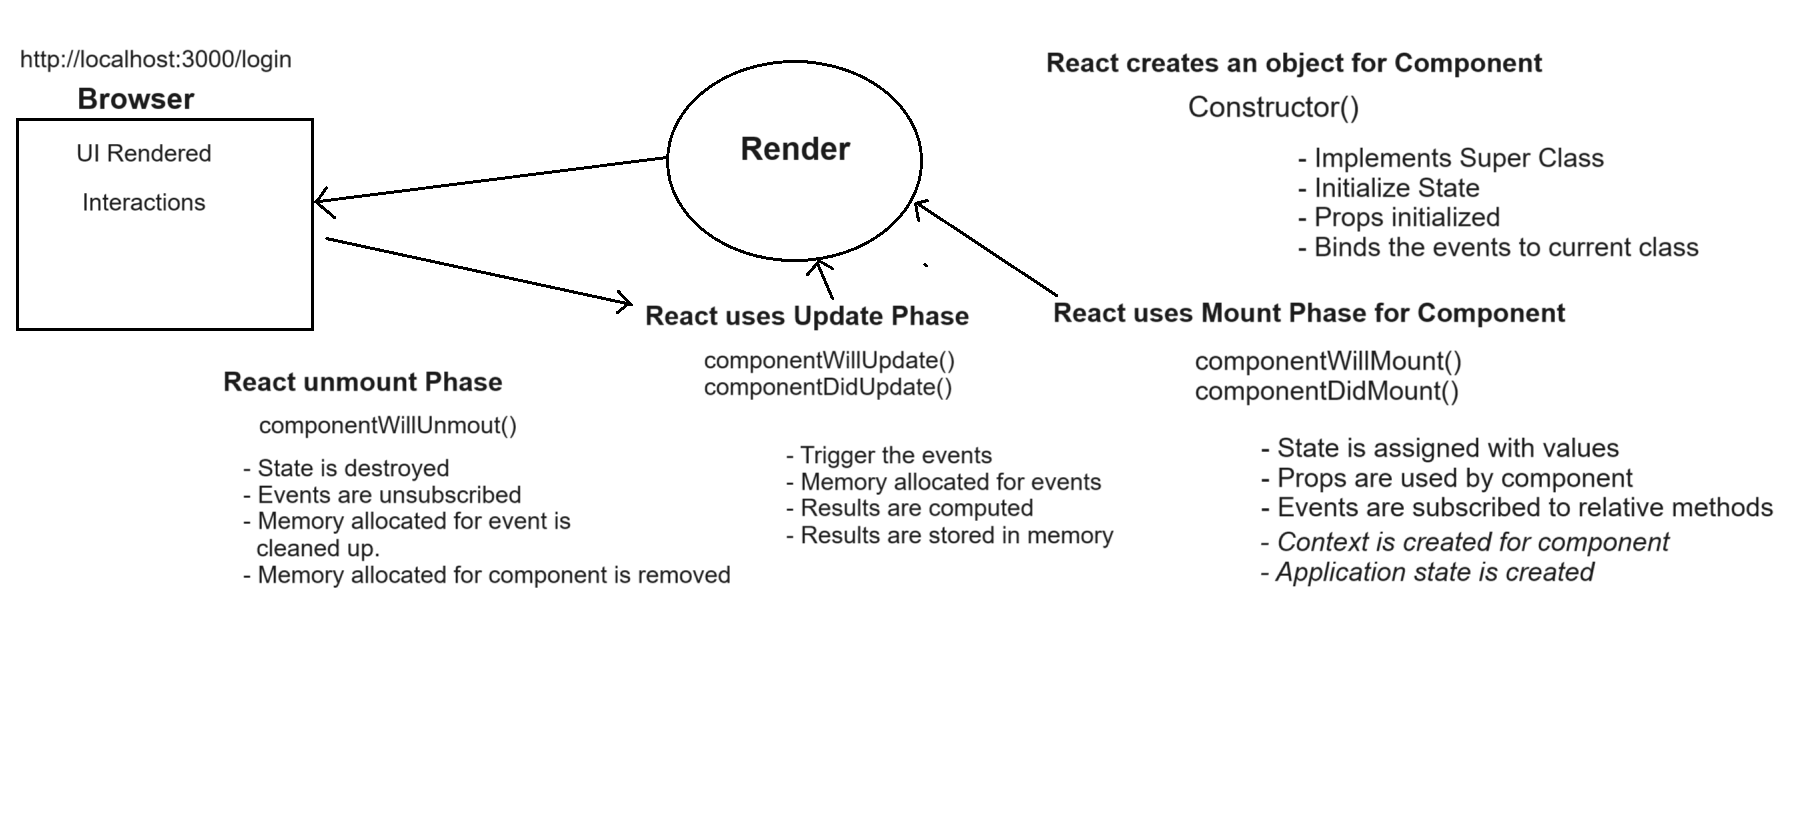 http://localhost:3000/login
Browser
UI Rendered
Interactions
Render
React creates an object for Component
Constructor()
- Implements Super Class
- Initialize State
- Props initialized
- Binds the events to current class
React uses Mount Phase for Component
componentWillMount()
componentDidMount()
- State is assigned with values
- Props are used by component
- Events are subscribed to relative methods
- Context is created for component
- Application state is created
React uses Update Phase
componentWillUpdate()
componentDidUpdate()
- Trigger the events
- Memory allocated for events
- Results are computed
- Results are stored in memory
React unmount Phase
componentWillUnmout()
- State is destroyed
- Events are unsubscribed
- Memory allocated for event is
cleaned up.
- Memory allocated for component is removed